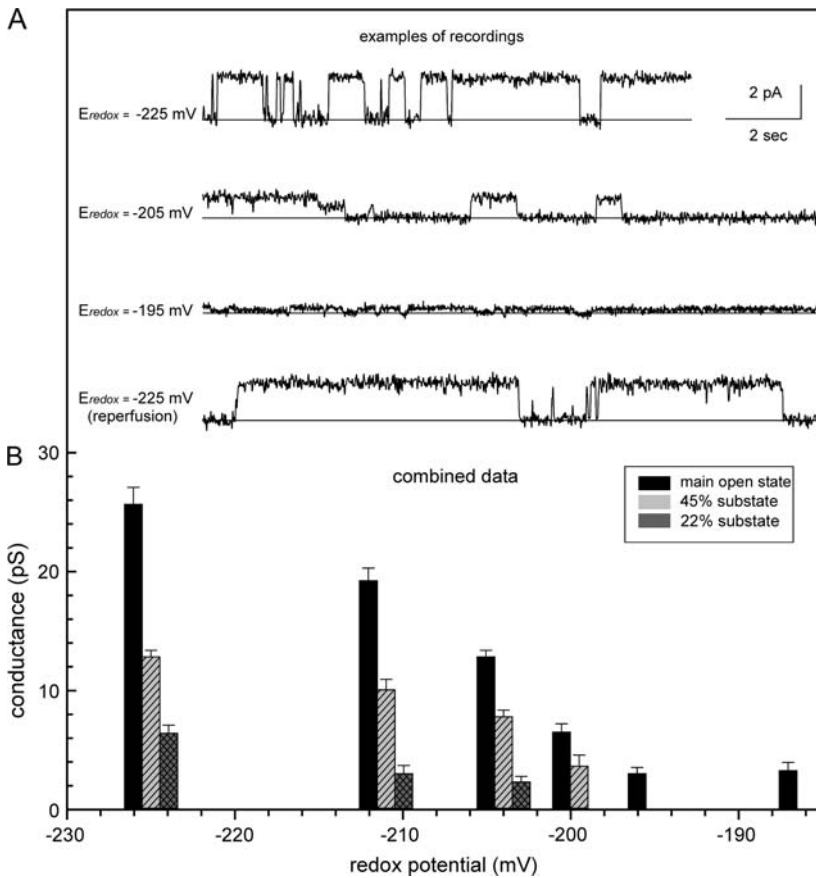 A
examples of recordings
Eredox = -225 mV
2 pA
2 sec
Eredox = -205 mV
Eredox = -195 mV
Eredox = -225 mV
(reperfusion)
B
combined data
main open state
45% substate
22% substate
conductance (pS)
30
20
10
0
-230
-220
-210
-200
-190
redox potential (mV)